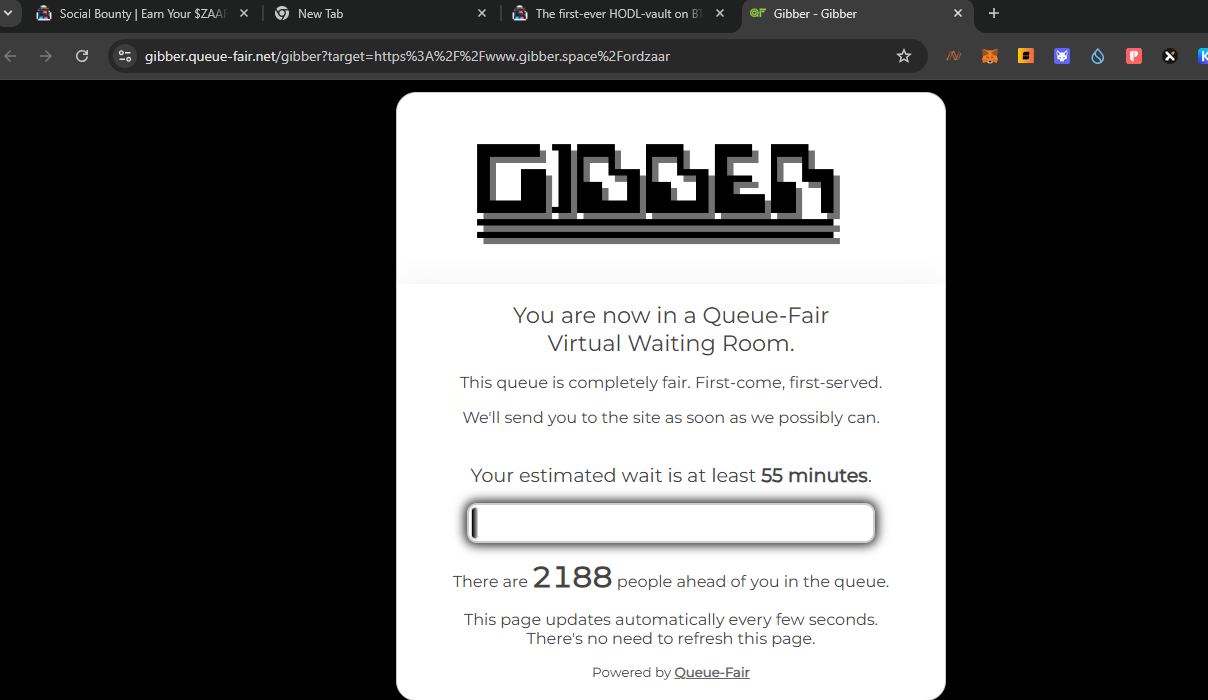 Social Bounty | Earn Your $ZAA
New Tab
The first-ever HODL-vault on B
Gibber - Gibber
gibber.queue-fair.net/gibber?target=https%3A%2F%2Fwww.gibber.space%2Fordzaar
GIBBER
You are now in a Queue-Fair
Virtual Waiting Room.
This queue is completely fair. First-come, first-served.
We'll send you to the site as soon as we possibly can.
Your estimated wait is at least 55 minutes.
There are 2188 people ahead of you in the queue.
This page updates automatically every few seconds.
There's no need to refresh this page.
Powered by Queue-Fair